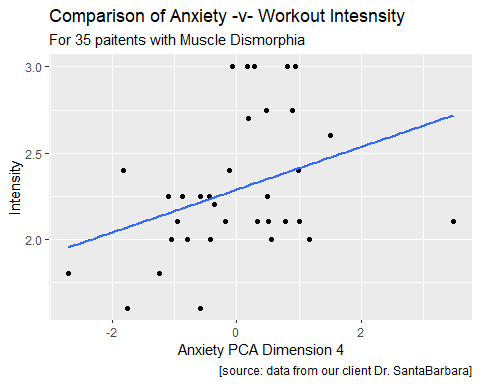 Comparison of Anxiety -v- Workout Intesnsity
For 35 paitents with Muscle Dismorphia
3.0
2.5
2.0
Intensity
-2
0
2
Anxiety PCA Dimension 4
[source: data from our client Dr. SantaBarbara]